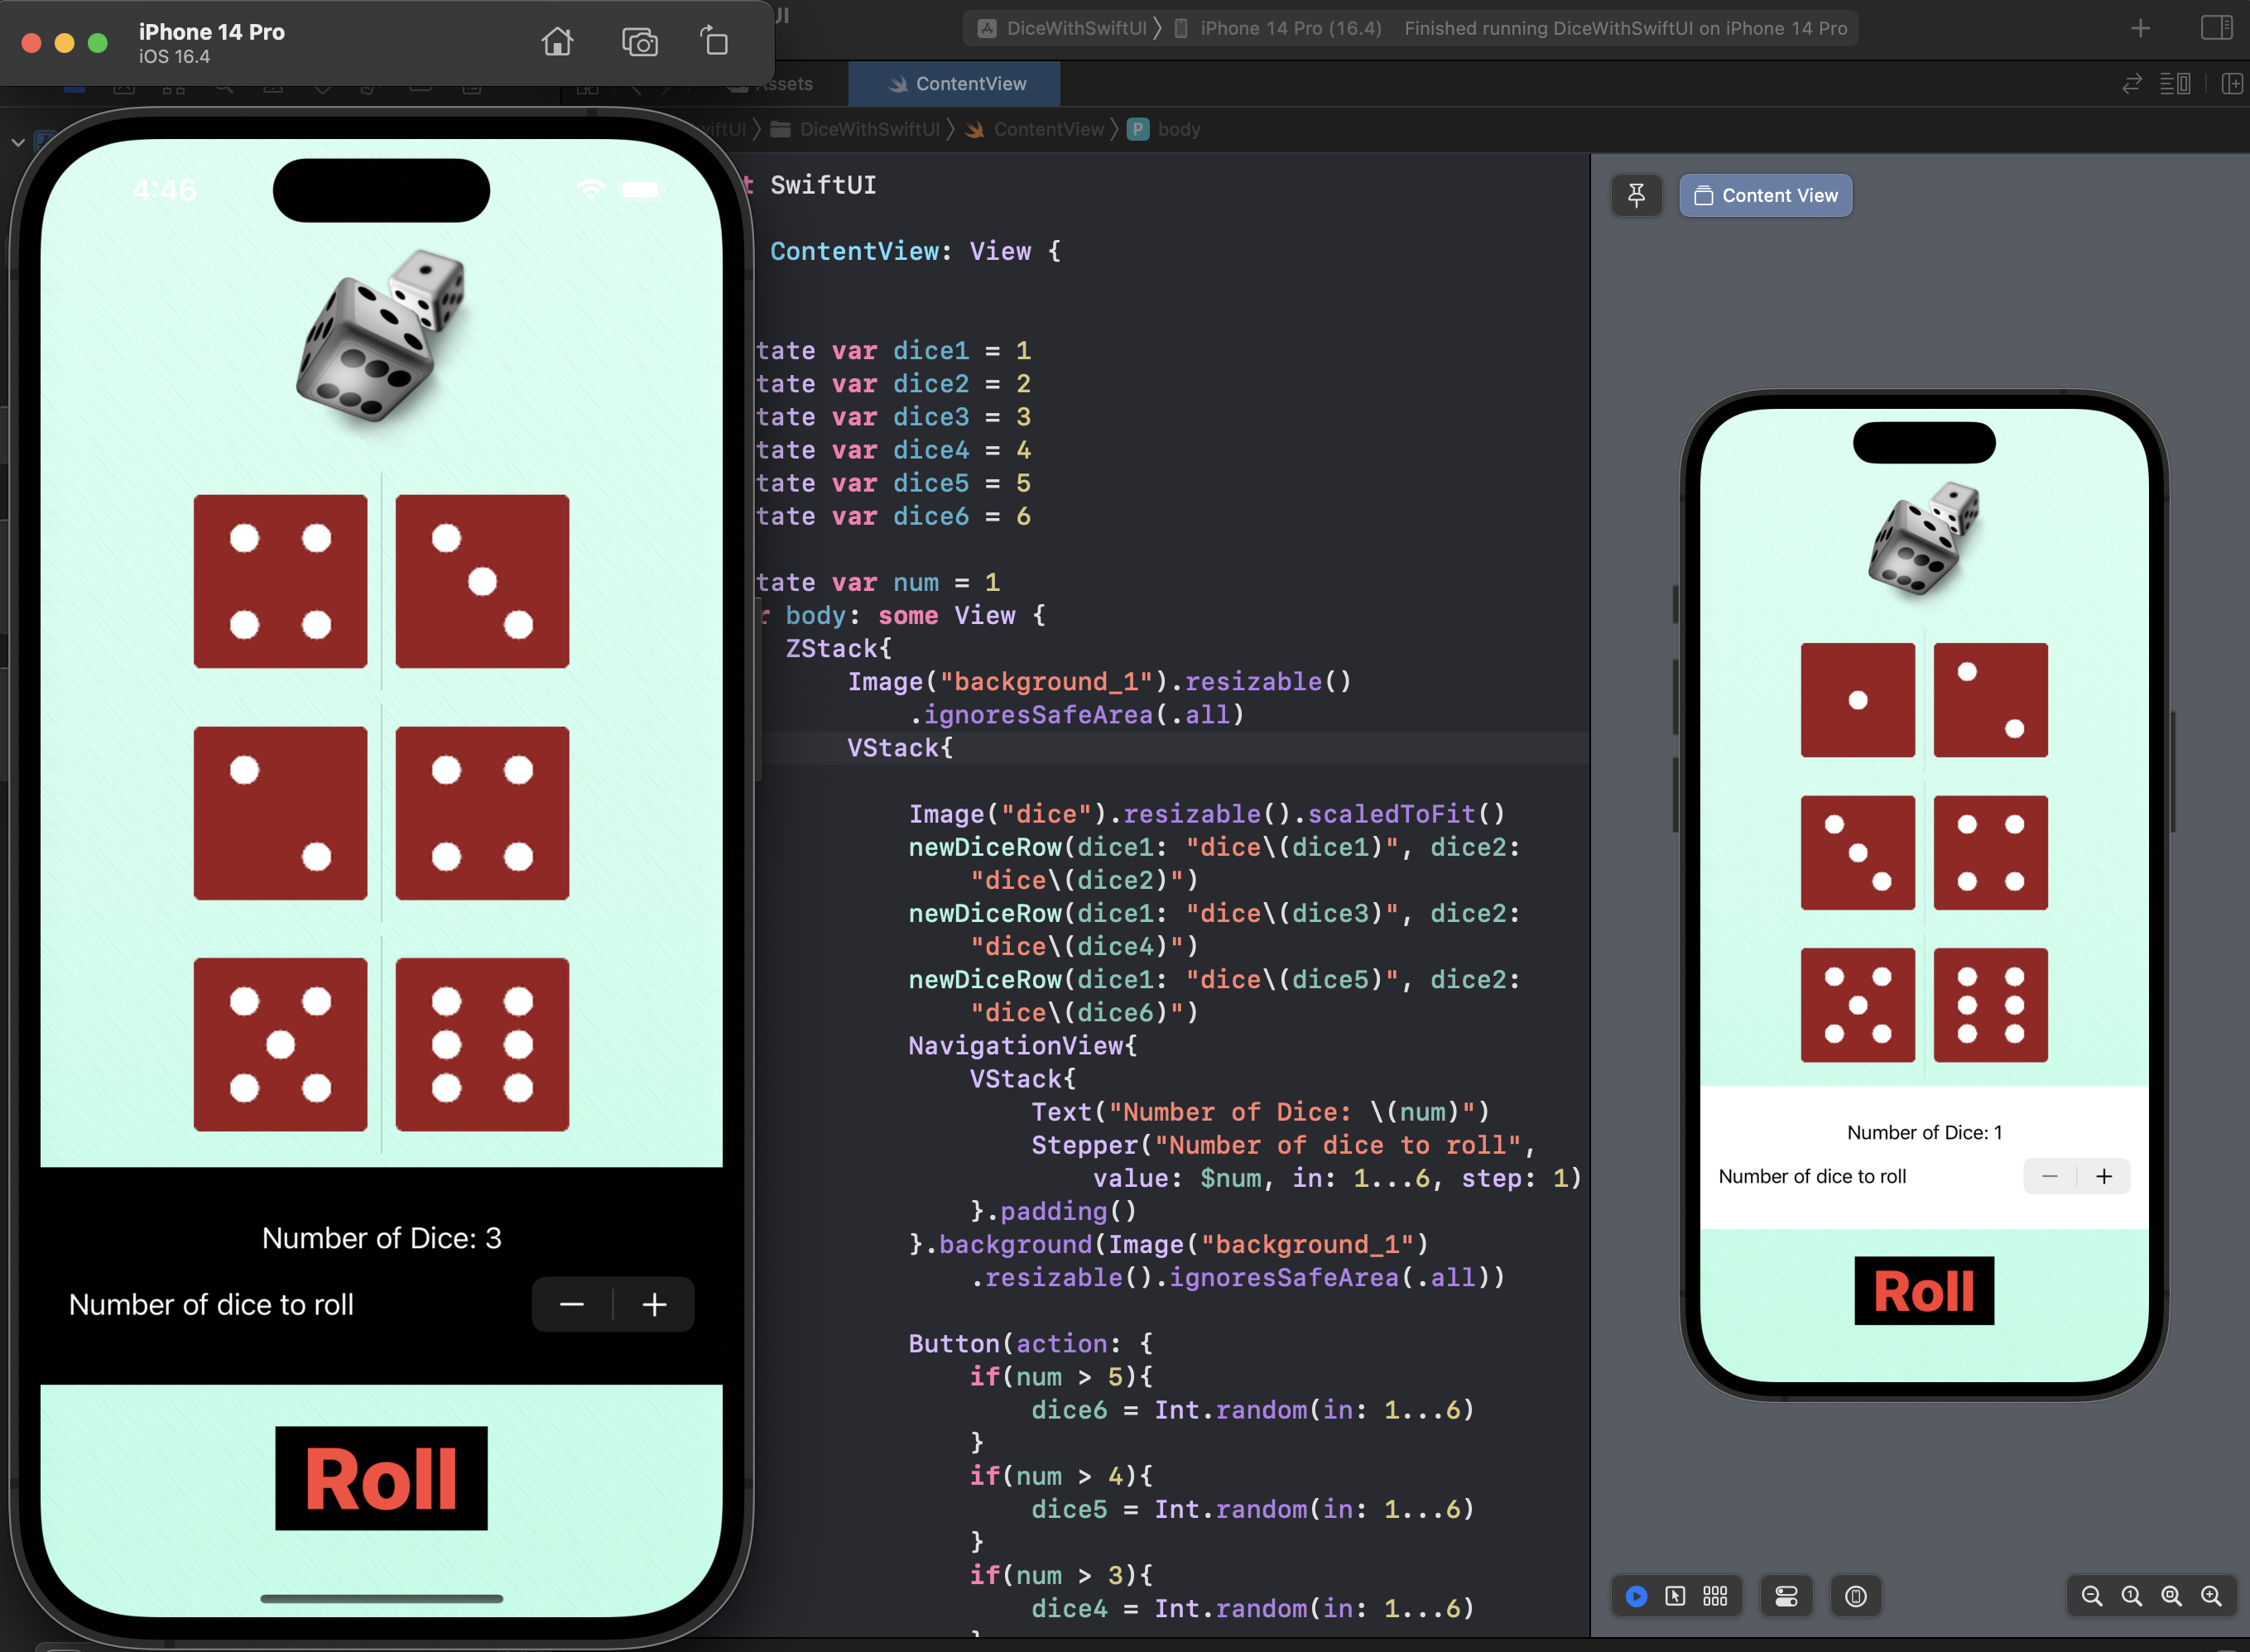 iPhone 14 Pro
iOS 16.4
DiceWithSwiftUI
iPhone 14 Pro (16.4)
Finished running DiceWithSwiftUI on iPhone 14 Pro
Assets
ContentView
DiceWithSwiftUI
ContentView
P
body
4:46
SwiftUI
ContentView: View {
tate var dice1 = 1
tate var dice2 = 2
tate var dice3 = 3
tate var dice4 = 4
tate var dice5 = 5
tate var dice6 = 6
tate var num = 1
r body: some View {
ZStack{
Image("background_1").resizable()
.ignoresSafeArea(.all)
VStack{
Image("dice").resizable().scaledToFit()
newDiceRow(dice1: "dice\(dice1)", dice2:
"dice\(dice2)")
newDiceRow(dice1: "dice\(dice3)", dice2:
"dice\(dice4)")
newDiceRow(dice1: "dice\(dice5)", dice2:
"dice\(dice6)")
NavigationView{
VStack{
Text("Number of Dice: \(num)")
Stepper("Number of dice to roll",
value: $num, in: 1...6, step: 1)
}.padding()
}.background(Image("background_1")
.resizable().ignoresSafeArea(.all))
Button(action: {
if(num > 5){
dice6 = Int.random(in: 1...6)
}
if(num > 4){
dice5 = Int.random(in: 1...6)
}
if(num > 3){
dice4 = Int.random(in: 1...6)
Number of Dice: 3
Number of dice to roll
Roll
Content View
Number of Dice: 1
Number of dice to roll
Roll